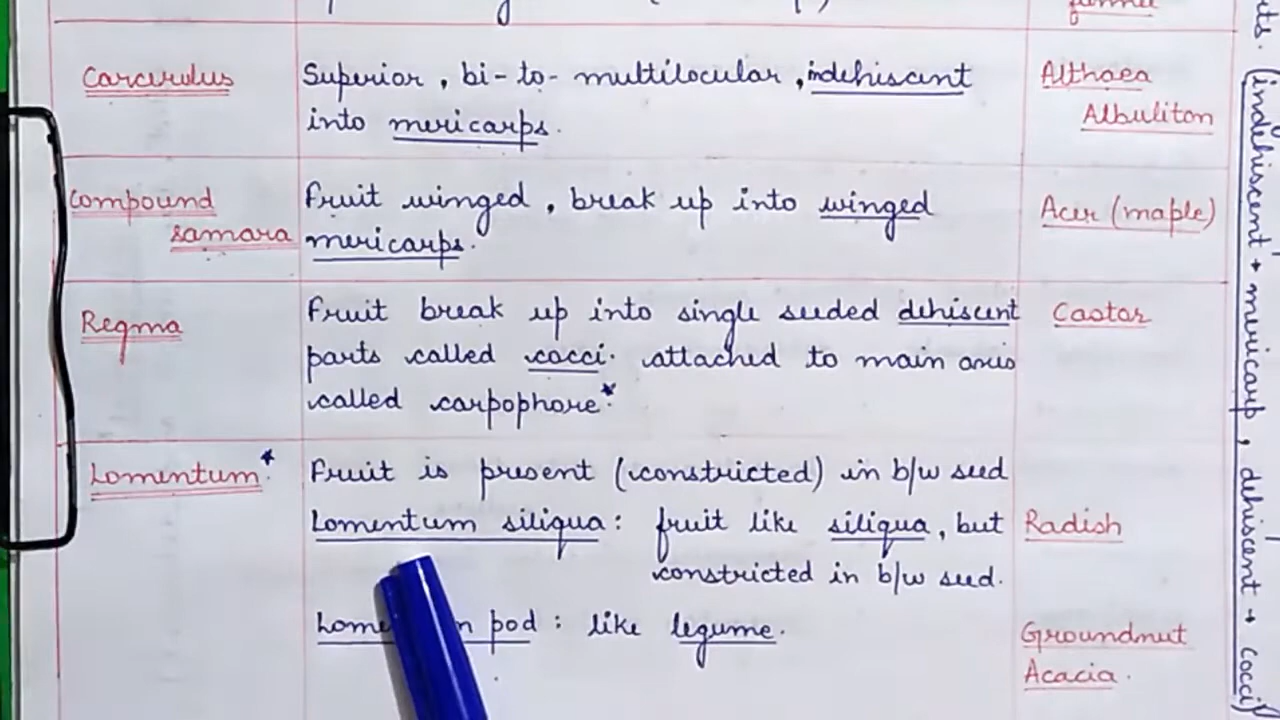 Carcerulus
Superior, bi-to-multilocular, indehiscent
into mericarps.
Althaea
Albuliton
Compound
samara
Fruit winged, break up into winged
mericarps.
Acer (maple)
Regma
Fruit break up into single seeded dehiscent
parts called cocci. attached to main axis
called carpophore*.
Castor
Lomentum*.
Fruit is present (constricted) in b/w seed
Lomentum siliqua: fruit like siliqua, but
constricted in b/w seed.
Radish
pod : like legume.
Groundnut
Acacia.
(indehiscent → mericarp, dehiscent → cocci)